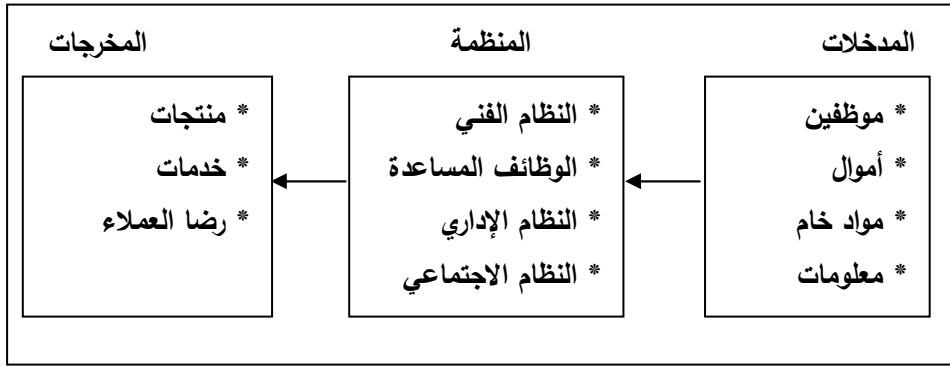 المدخلات
* موظفين
* أموال
* مواد خام
* معلومات
المنظمة
* النظام الفني
* الوظائف المساعدة
* النظام الإداري
* النظام الاجتماعي
المخرجات
* منتجات
* خدمات
* رضا العملاء